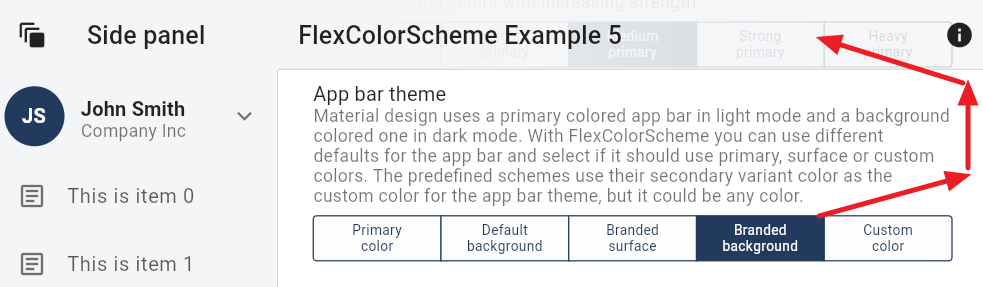 and background colors with increasing strength.
Side panel
FlexColorScheme Example 5
primary
Medium
primary
Strong
primary
Heavy
primary
JS
John Smith
Company Inc
This is item 0
This is item 1
App bar theme
Material design uses a primary colored app bar in light mode and a background
colored one in dark mode. With FlexColorScheme you can use different
defaults for the app bar and select if it should use primary, surface or custom
colors. The predefined schemes use their secondary variant color as the
custom color for the app bar theme, but it could be any color.
Primary
color
Default
background
Branded
surface
Branded
background
Custom
color